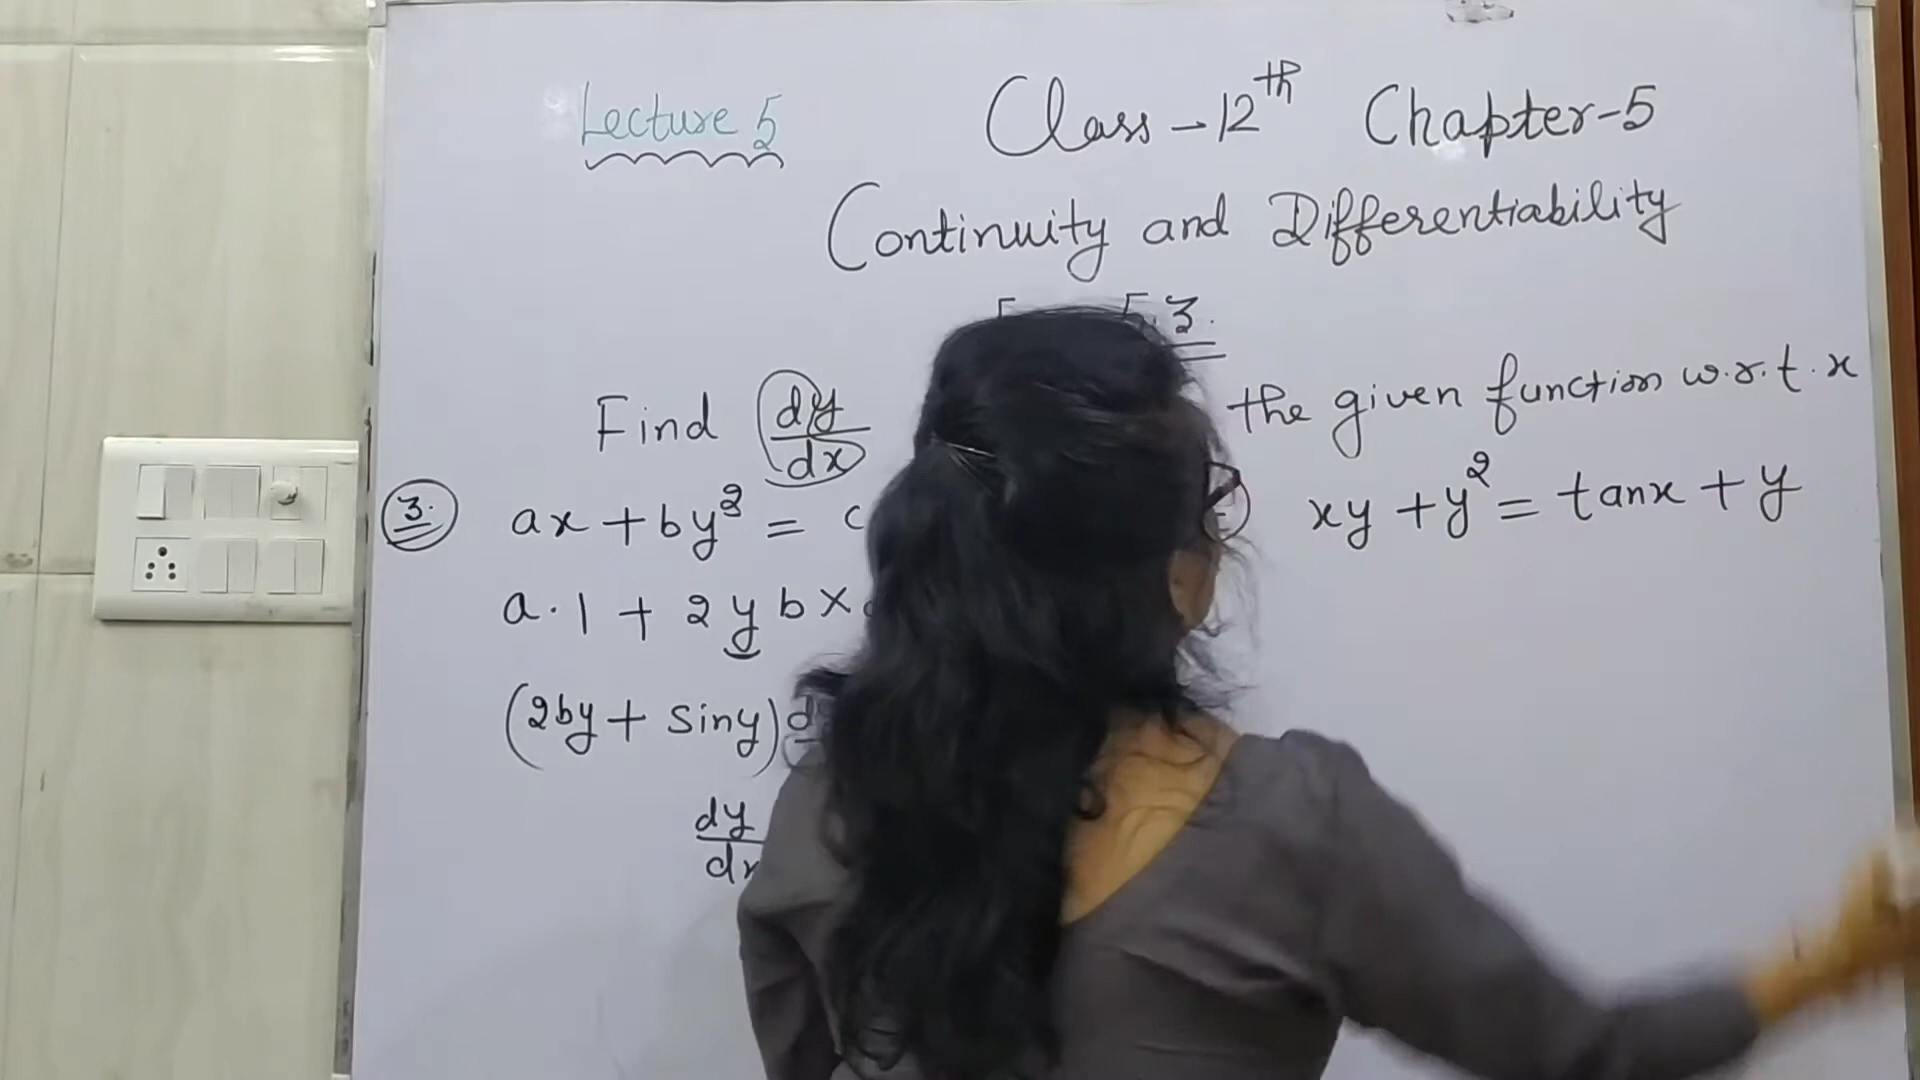 Lecture 5
Class - 12th Chapter-5
Continuity and Differentiability
5.3.
Find dy/dx the given function w.r.t. x
3. ax + by² = c
a.1 + 2yb×
(2by + siny)
dy/dx
xy + y² = tanx + y